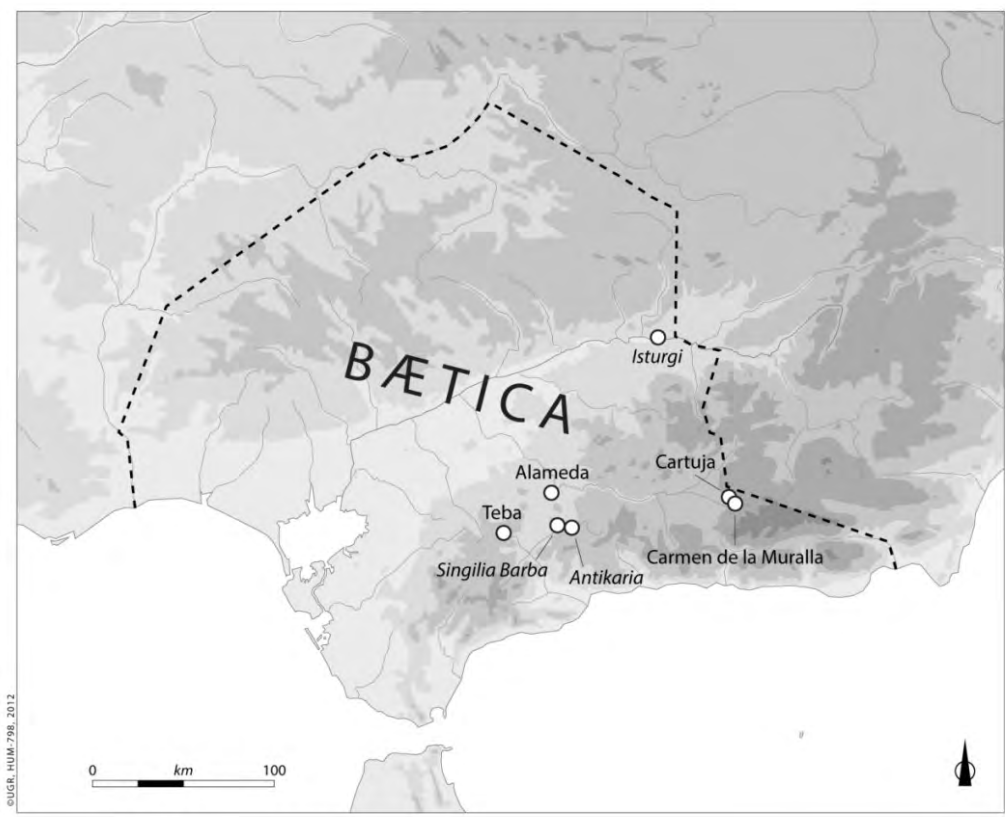 BÆTICA
Isturgi
Cartuja
Alameda
Teba
Carmen de la Muralla
Singilia Barba
Antikaria
0 km 100
©UGR, HUM-798, 2012